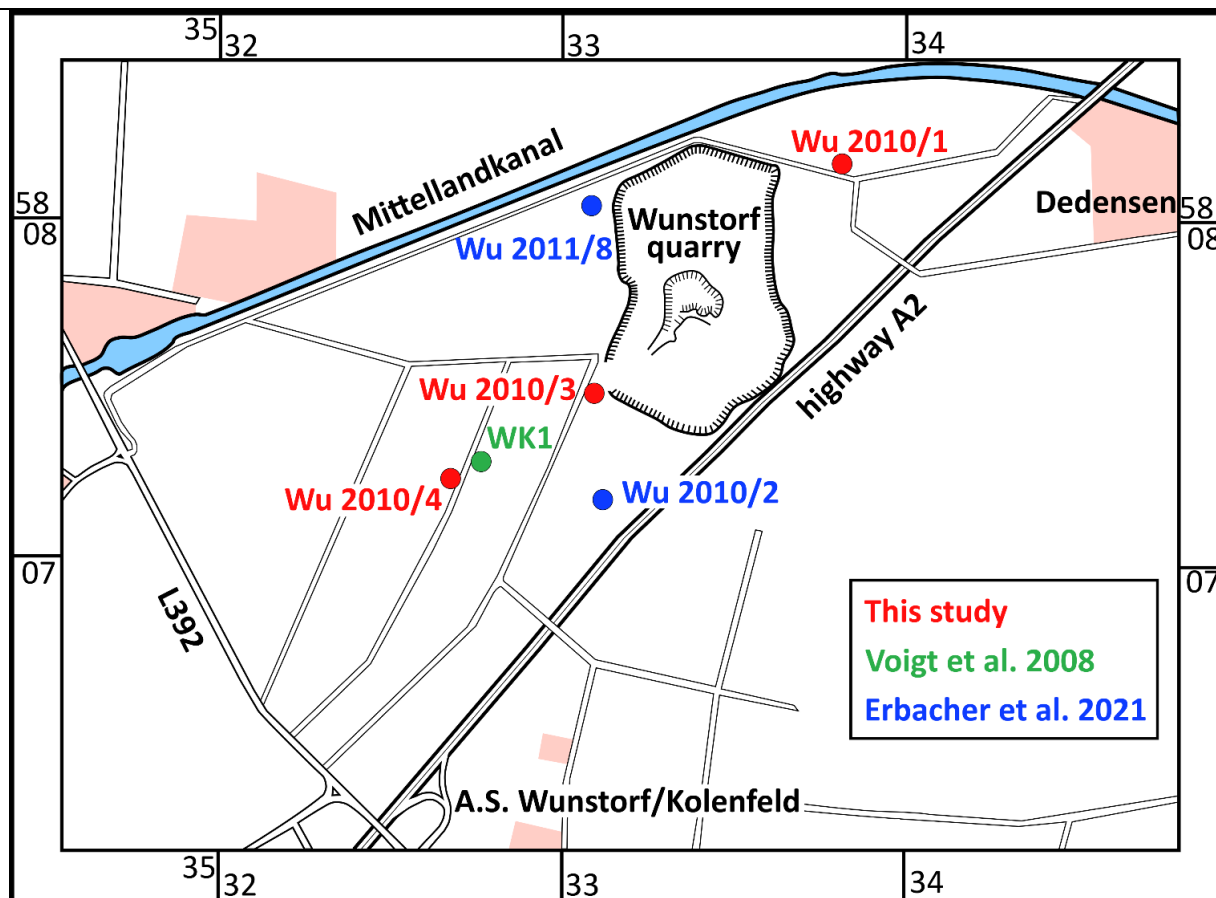 35
32
33
34
Wu 2010/1
Mittellandkanal
58
08
Dedensen
58
08
Wunstorf
quarry
Wu 2011/8
highway A2
Wu 2010/3
WK1
Wu 2010/4
Wu 2010/2
07
07
L392
This study
Voigt et al. 2008
Erbacher et al. 2021
A.S. Wunstorf/Kolenfeld
35
32
33
34